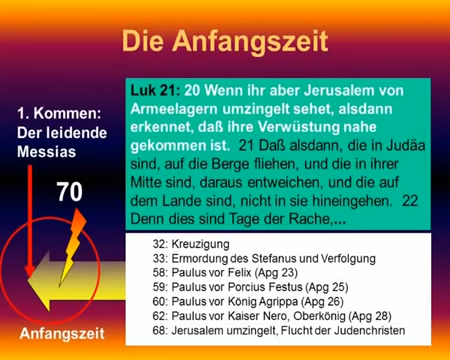 Die Anfangszeit
1. Kommen:
Der leidende
Messias
70
Anfangszeit
Luk 21: 20 Wenn ihr aber Jerusalem von
Armeelagern umzingelt sehet, alsdann
erkennet, daß ihre Verwüstung nahe
gekommen ist. 21 Daß alsdann, die in Judäa
sind, auf die Berge fliehen, und die in ihrer
Mitte sind, daraus entweichen, und die auf
dem Lande sind, nicht in sie hineingehen. 22
Denn dies sind Tage der Rache,...
32: Kreuzigung
33: Ermordung des Stefanus und Verfolgung
58: Paulus vor Felix (Apg 23)
59: Paulus vor Porcius Festus (Apg 25)
60: Paulus vor König Agrippa (Apg 26)
62: Paulus vor Kaiser Nero, Oberkönig (Apg 28)
68: Jerusalem umzingelt, Flucht der Judenchristen